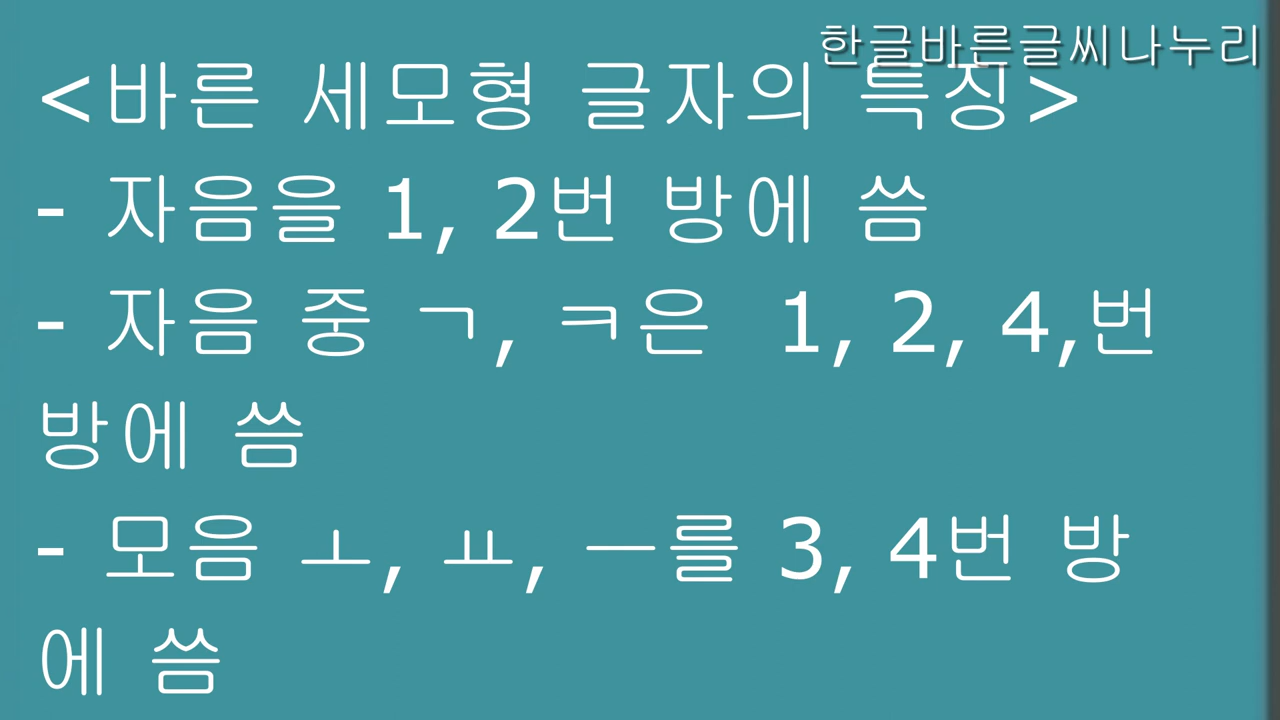 한글바른글씨나누리
<바른 세모형 글자의 특징>
- 자음을 1, 2번 방에 씀
- 자음 중 ㄱ, ㅋ은 1, 2, 4,번
방에 씀
- 모음 ㅗ, ㅛ, ㅡ를 3, 4번 방
에 씀